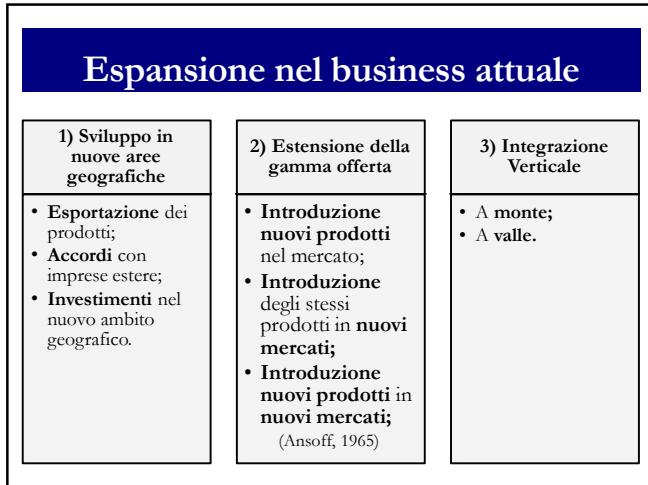 Espansione nel business attuale
1) Sviluppo in
nuove aree
geografiche
• Esportazione dei
prodotti;
• Accordi con
imprese estere;
• Investimenti nel
nuovo ambito
geografico.
2) Estensione della
gamma offerta
• Introduzione
nuovi prodotti
nel mercato;
• Introduzione
degli stessi
prodotti in nuovi
mercati;
• Introduzione
nuovi prodotti in
nuovi mercati;
(Ansoff, 1965)
3) Integrazione
Verticale
• A monte;
• A valle.